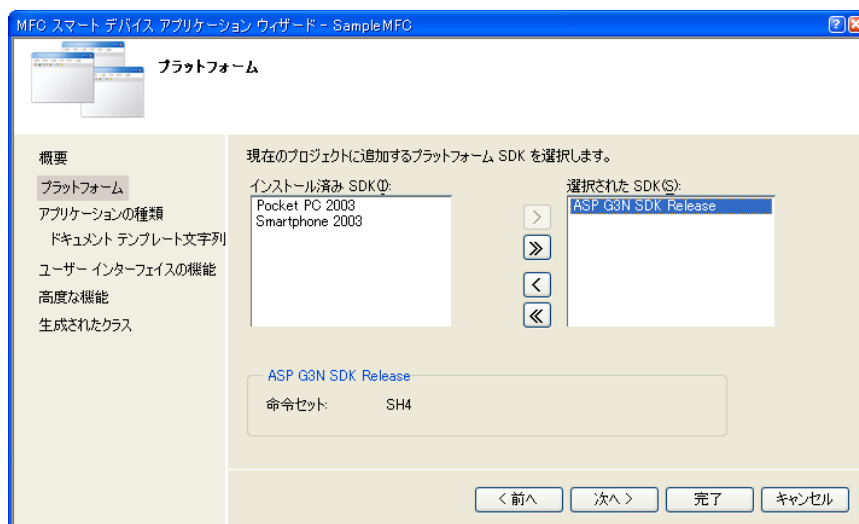 MFC スマート デバイス アプリケーション ウィザード - SampleMFC
プラットフォーム
概要
プラットフォーム
アプリケーションの種類
ドキュメント テンプレート文字列
ユーザー インターフェイスの機能
高度な機能
生成されたクラス
現在のプロジェクトに追加するプラットフォーム SDK を選択します。
インストール済み SDK(I):
Pocket PC 2003
Smartphone 2003
選択された SDK(S):
ASP G3N SDK Release
ASP G3N SDK Release
命令セット: SH4
< 前へ
次へ >
完了
キャンセル